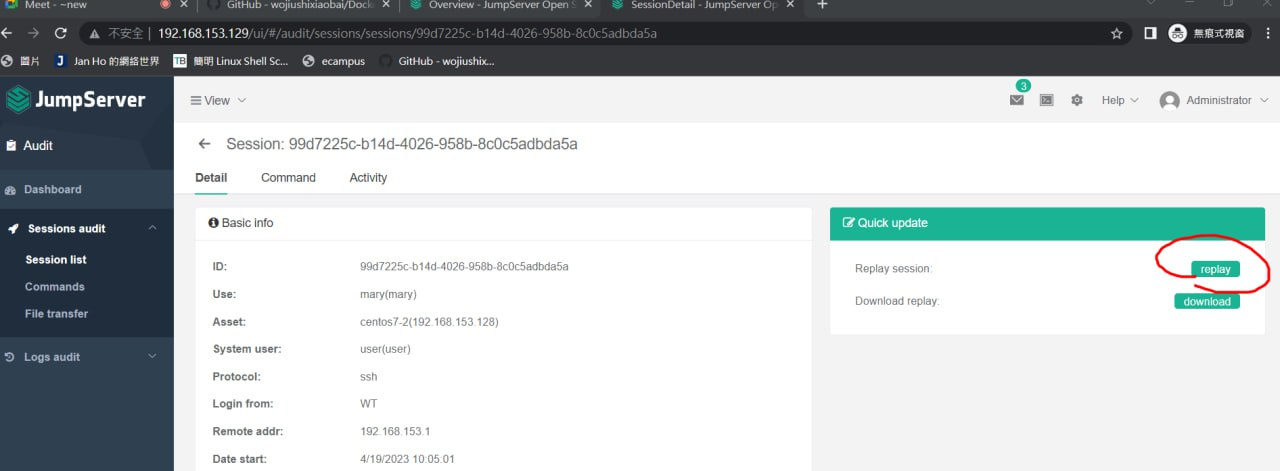 Meet - ~new
GitHub - wojiushixiaobai/Dock
Overview - JumpServer Open S
SessionDetail - JumpServer Op
不安全 | 192.168.153.129/ui/#/audit/sessions/sessions/99d7225c-b14d-4026-958b-8c0c5adbda5a
無痕式視窗
圖片
Jan Ho 的網絡世界
TB 簡明 Linux Shell Sc...
ecampus
GitHub - wojiushix...
JumpServer
View
3
Help
Administrator
Audit
Dashboard
Sessions audit
Session list
Commands
File transfer
Logs audit
Session: 99d7225c-b14d-4026-958b-8c0c5adbda5a
Detail Command Activity
Basic info
ID: 99d7225c-b14d-4026-958b-8c0c5adbda5a
Use: mary(mary)
Asset: centos7-2(192.168.153.128)
System user: user(user)
Protocol: ssh
Login from: WT
Remote addr: 192.168.153.1
Date start: 4/19/2023 10:05:01
Quick update
Replay session: replay
Download replay: download